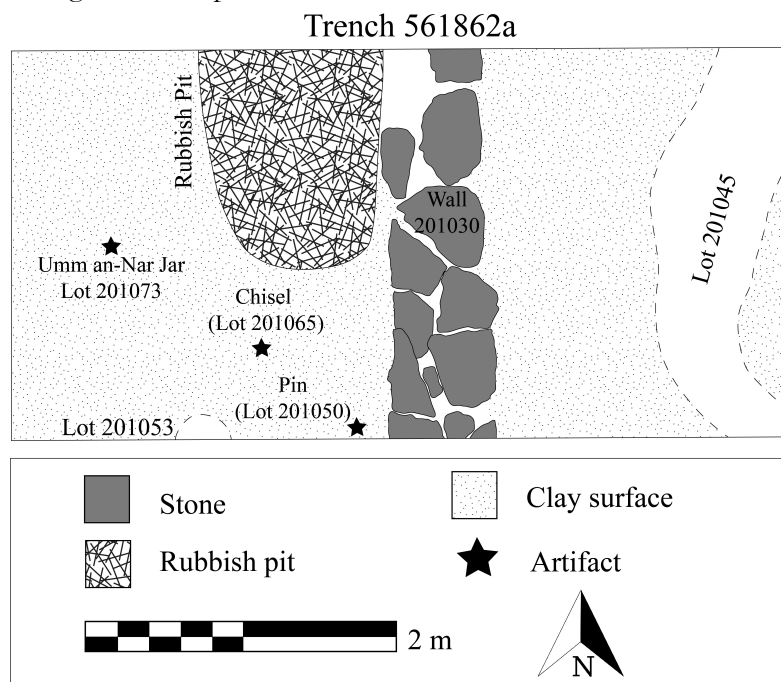 Trench 561862a
Rubbish Pit
Wall
201030
Lot 201045
Umm an-Nar Jar
Lot 201073
Chisel
(Lot 201065)
Pin
(Lot 201050)
Lot 201053
Stone
Clay surface
Rubbish pit
Artifact
2 m
N